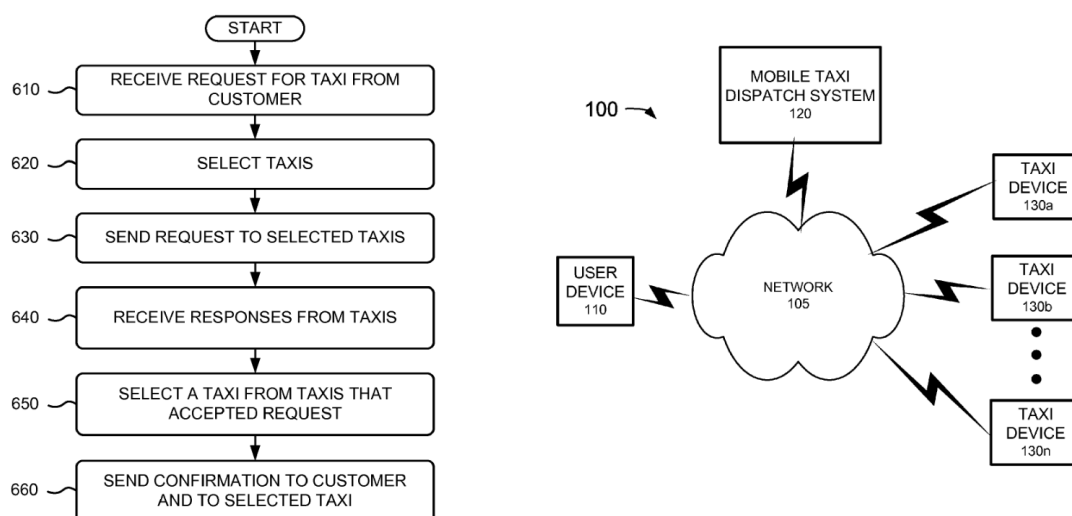 START
610
RECEIVE REQUEST FOR TAXI FROM
CUSTOMER
620
SELECT TAXIS
630
SEND REQUEST TO SELECTED TAXIS
640
RECEIVE RESPONSES FROM TAXIS
650
SELECT A TAXI FROM TAXIS THAT
ACCEPTED REQUEST
660
SEND CONFIRMATION TO CUSTOMER
AND TO SELECTED TAXI
100
MOBILE TAXI
DISPATCH SYSTEM
120
USER
DEVICE
110
NETWORK
105
TAXI
DEVICE
130a
TAXI
DEVICE
130b
TAXI
DEVICE
130n